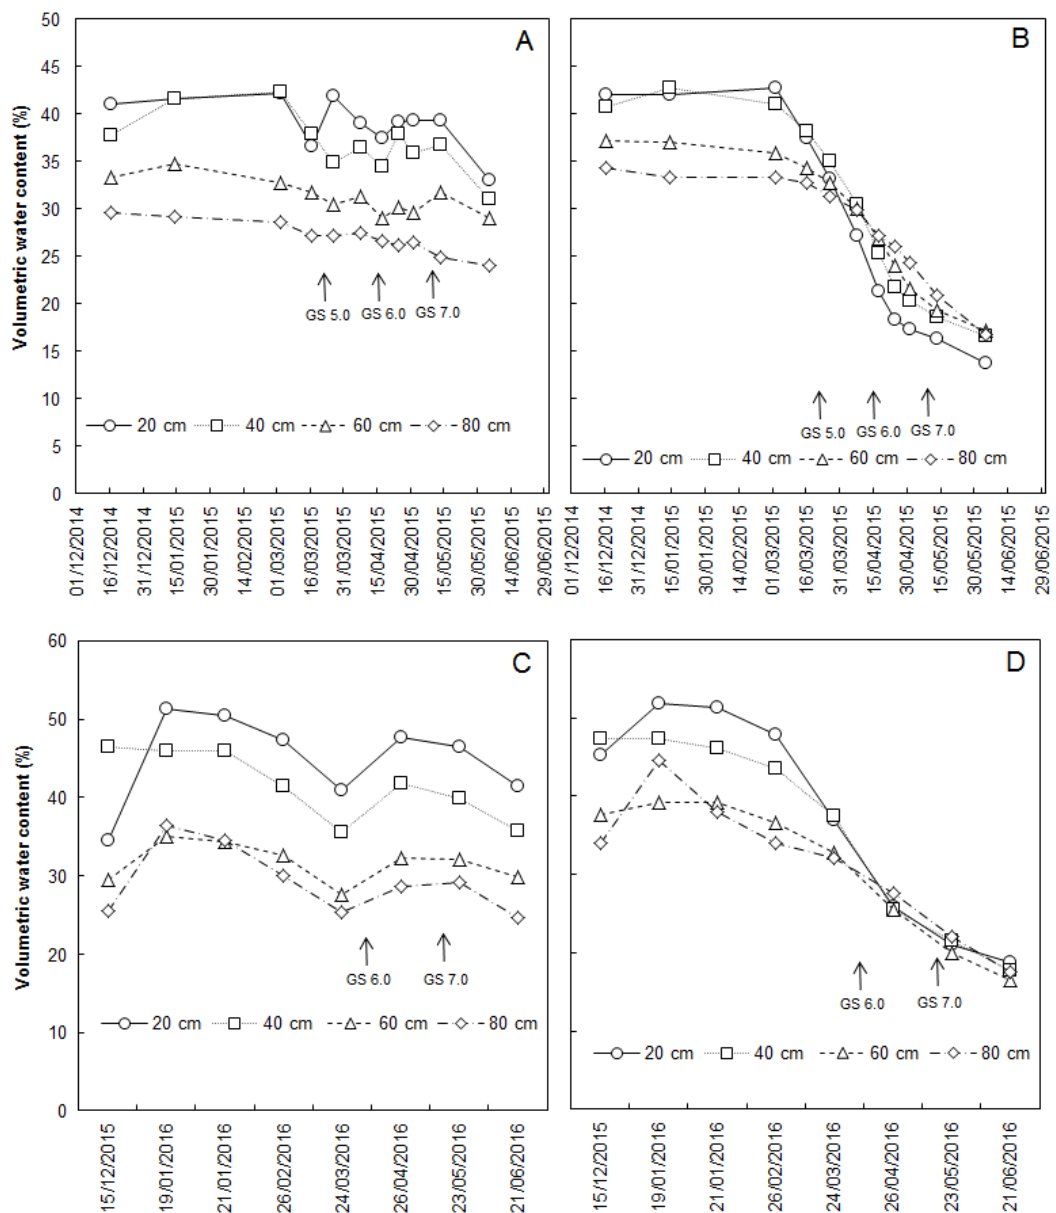 A
B
Volumetric water content (%)
50
45
40
35
30
25
20
15
10
5
0
GS 5.0
GS 6.0
GS 7.0
20 cm
40 cm
60 cm
80 cm
01/12/2014
16/12/2014
31/12/2014
15/01/2015
30/01/2015
14/02/2015
01/03/2015
16/03/2015
31/03/2015
15/04/2015
30/04/2015
15/05/2015
30/05/2015
14/06/2015
29/06/2015
GS 5.0
GS 6.0
GS 7.0
20 cm
40 cm
60 cm
80 cm
01/12/2014
16/12/2014
31/12/2014
15/01/2015
30/01/2015
14/02/2015
01/03/2015
16/03/2015
31/03/2015
15/04/2015
30/04/2015
15/05/2015
30/05/2015
14/06/2015
29/06/2015
C
D
Volumetric water content (%)
60
50
40
30
20
10
0
GS 6.0
GS 7.0
20 cm
40 cm
60 cm
80 cm
15/12/2015
19/01/2016
21/01/2016
26/02/2016
24/03/2016
26/04/2016
23/05/2016
21/06/2016
GS 6.0
GS 7.0
20 cm
40 cm
60 cm
80 cm
15/12/2015
19/01/2016
21/01/2016
26/02/2016
24/03/2016
26/04/2016
23/05/2016
21/06/2016